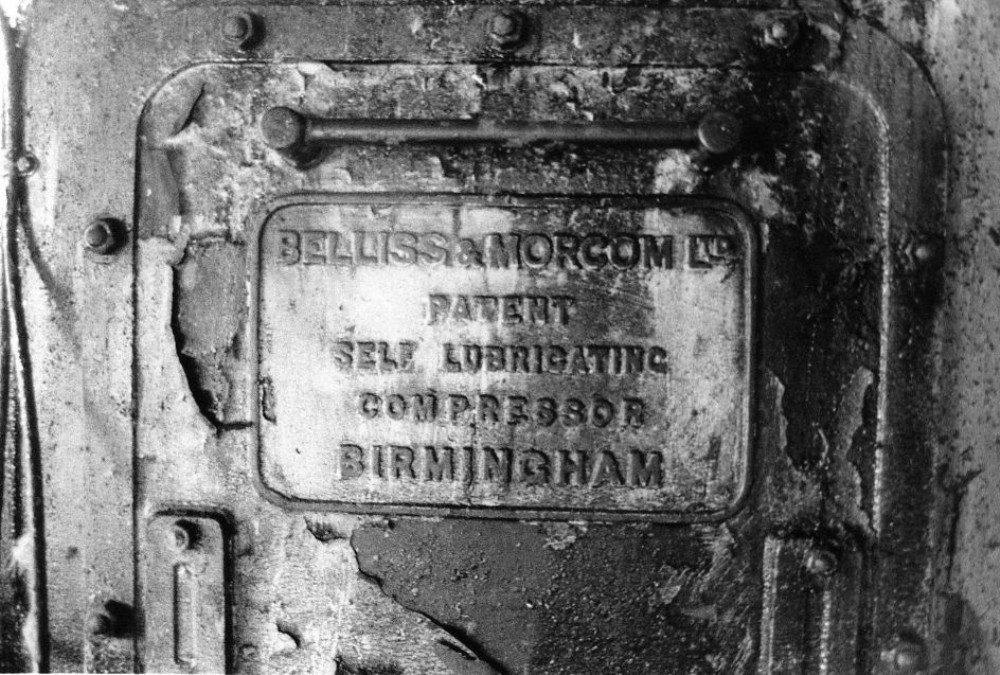 BELLISS & MORCOM LTD
PATENT
SELF LUBRICATING
COMPRESSOR
BIRMINGHAM